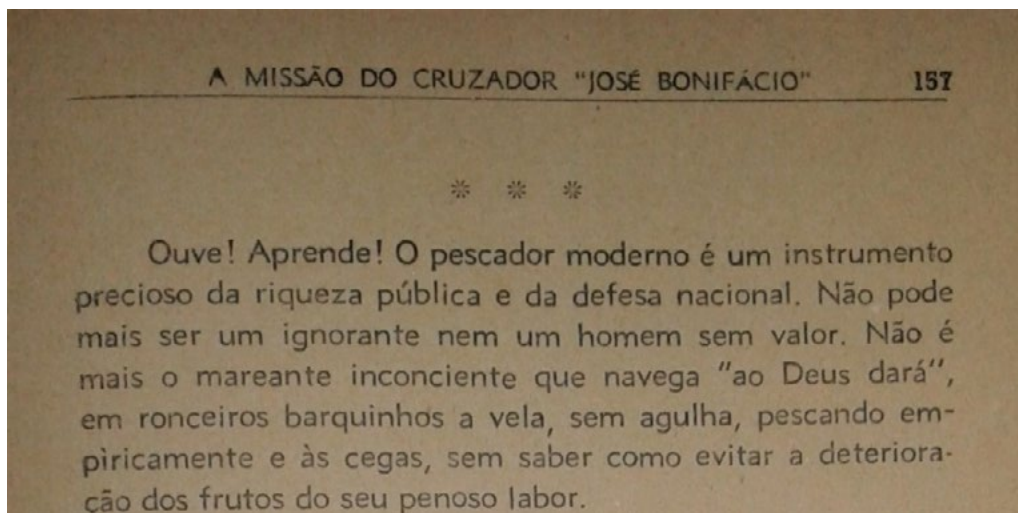 A MISSÃO DO CRUZADOR "JOSÉ BONIFÁCIO" 157
* * *
Ouve! Aprende! O pescador moderno é um instrumento
precioso da riqueza pública e da defesa nacional. Não pode
mais ser um ignorante nem um homem sem valor. Não é
mais o mareante inconciente que navega "ao Deus dará",
em ronceiros barquinhos a vela, sem agulha, pescando em-
piricamente e às cegas, sem saber como evitar a deteriora-
ção dos frutos do seu penoso labor.